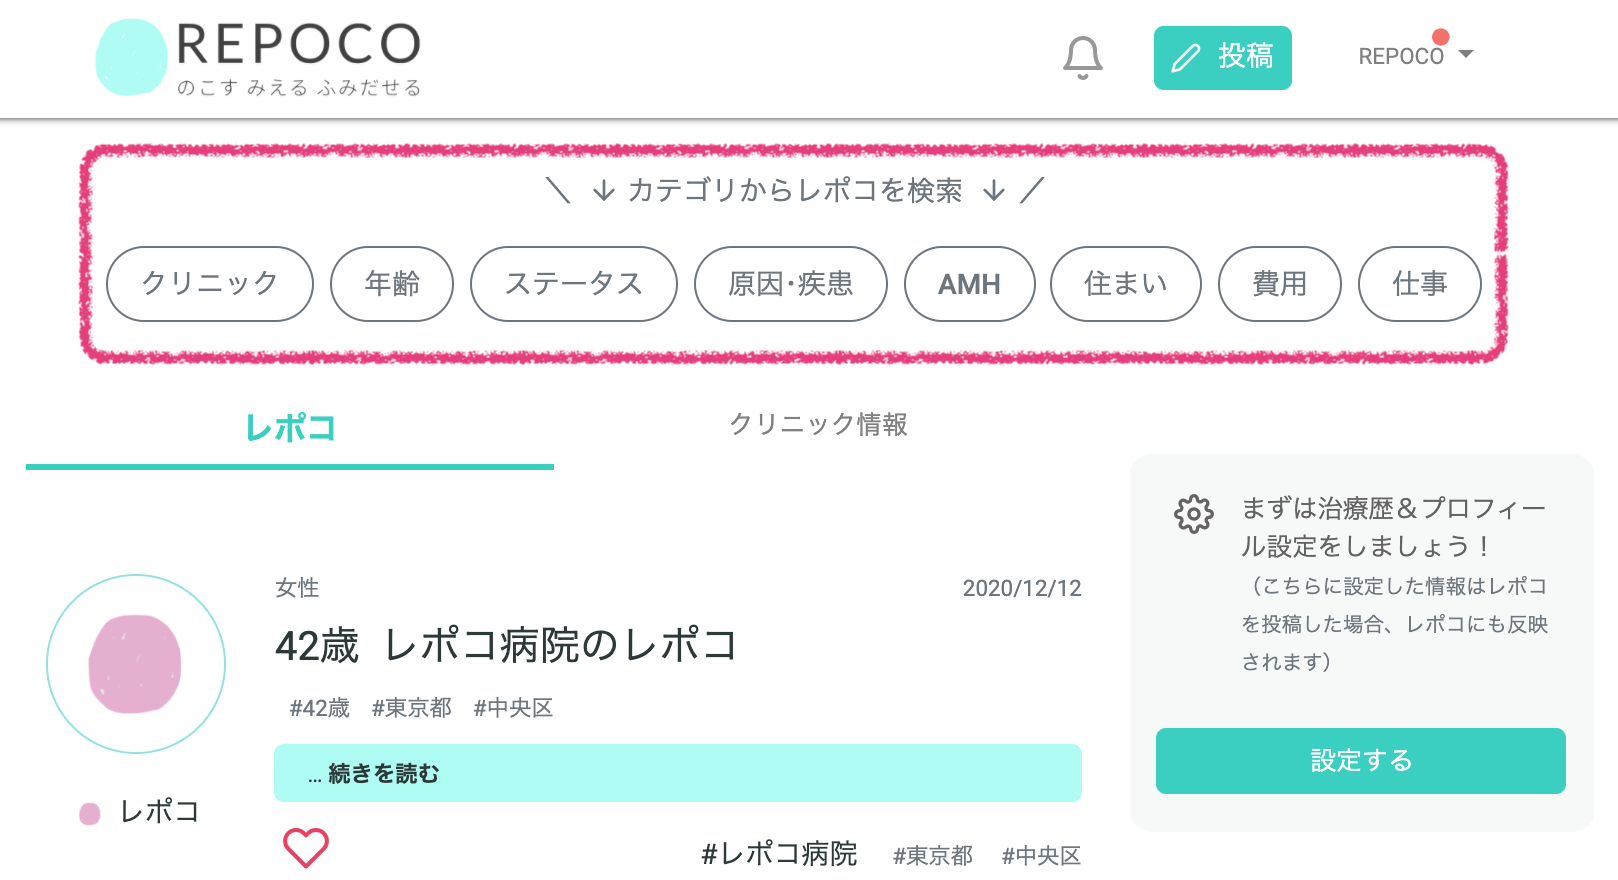 REPOCO
のこす みえる ふみだせる
投稿
REPOCO
＼ ↓ カテゴリからレポコを検索 ↓ ／
クリニック 年齢 ステータス 原因･疾患 AMH 住まい 費用 仕事
レポコ
クリニック情報
女性
2020/12/12
42歳 レポコ病院のレポコ
#42歳 #東京都 #中央区
... 続きを読む
レポコ
#レポコ病院 #東京都 #中央区
まずは治療歴＆プロフィー
ル設定をしましょう！
（こちらに設定した情報はレポコ
を投稿した場合、レポコにも反映
されます）
設定する